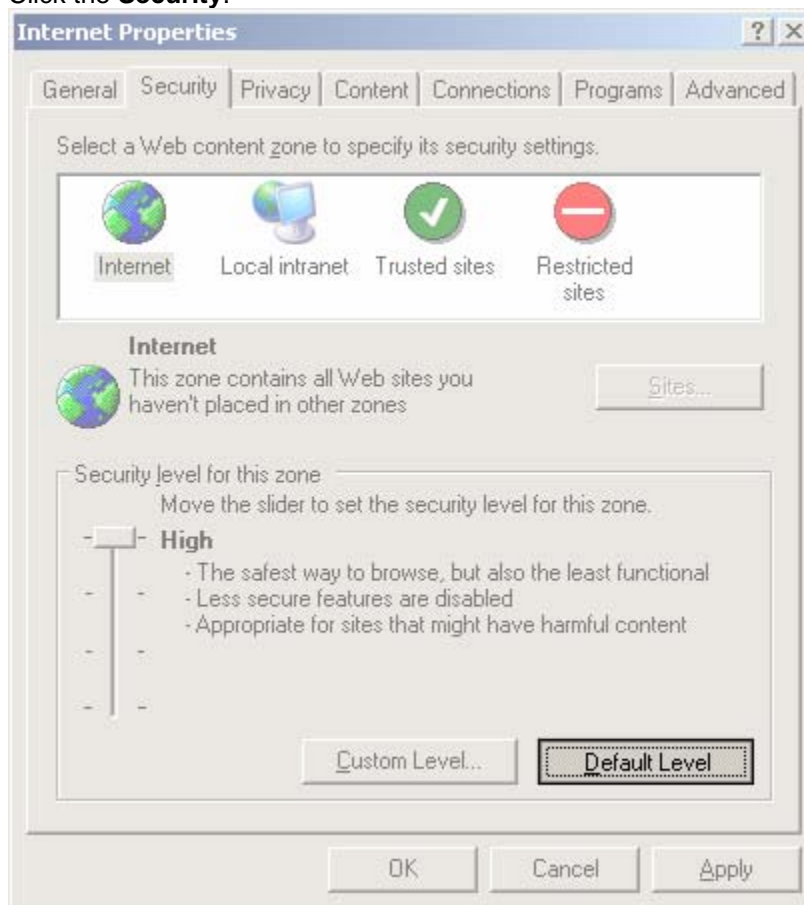 Click the Security.
Internet Properties
General Security Privacy Content Connections Programs Advanced
Select a Web content zone to specify its security settings.
Internet Local intranet Trusted sites Restricted sites
Internet
This zone contains all Web sites you
haven't placed in other zones
Sites...
Security level for this zone
Move the slider to set the security level for this zone.
High
- The safest way to browse, but also the least functional
- Less secure features are disabled
- Appropriate for sites that might have harmful content
Custom Level... Default Level
OK Cancel Apply